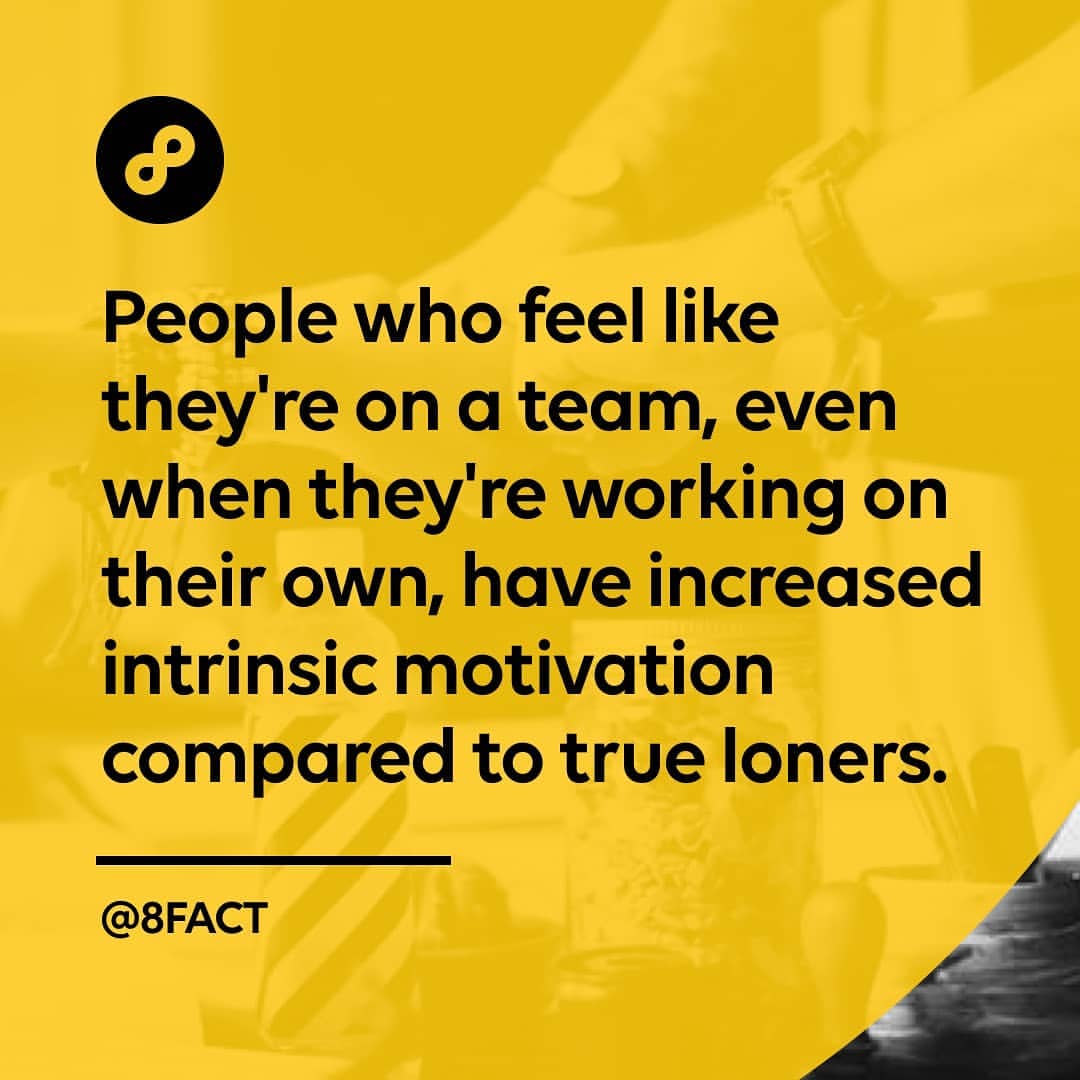 People who feel like
they're on a team, even
when they're working on
their own, have increased
intrinsic motivation
compared to true loners.
@8FACT